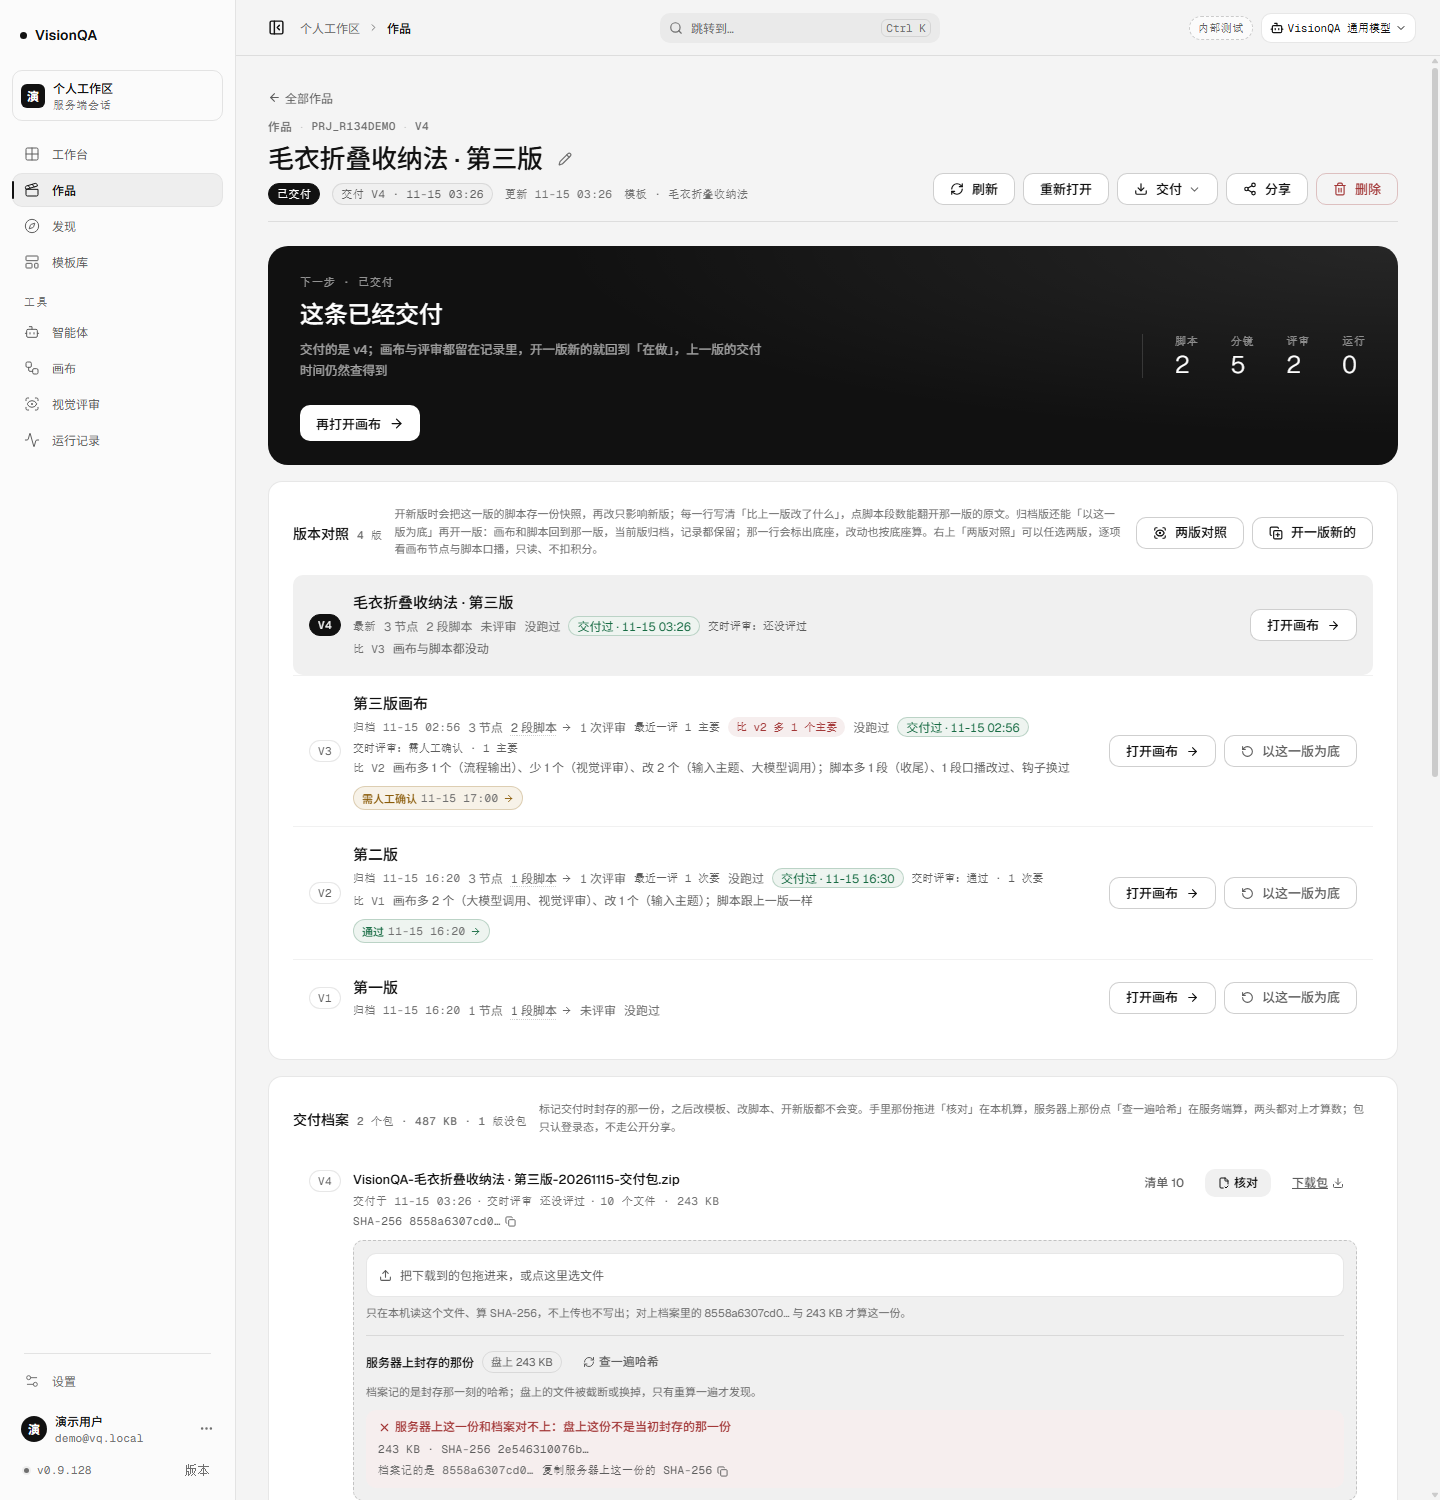 VisionQA
演
个人工作区
服务端会话
工作台
作品
发现
模板库
工具
智能体
画布
视觉评审
运行记录
设置
演
演示用户
demo@vq.local
v0.9.128
版本
个人工作区
作品
跳转到…
Ctrl K
内部测试
VisionQA 通用模型
全部作品
作品 · PRJ_R134DEMO · V4
毛衣折叠收纳法 · 第三版
已交付
交付 V4 · 11-15 03:26
更新 11-15 03:26
模板 · 毛衣折叠收纳法
刷新
重新打开
交付
分享
删除
下一步 · 已交付
这条已经交付
交付的是 v4；画布与评审都留在记录里，开一版新的就回到「在做」，上一版的交付
时间仍然查得到
再打开画布
脚本
2
分镜
5
评审
2
运行
0
版本对照 4 版
开新版时会把这一版的脚本存一份快照，再改只影响新版；每一行写清「比上一版改了什么」，点脚本段数能翻开那一版的原文。归档版还能「以这一
版为底」再开一版：画布和脚本回到那一版，当前版归档，记录都保留；那一行会标出底座，改动也按底座算。右上「两版对照」可以任选两版，逐项
看画布节点与脚本口播，只读、不扣积分。
两版对照
开一版新的
V4
毛衣折叠收纳法 · 第三版
最新 3 节点 2 段脚本 未评审 没跑过 交付过 · 11-15 03:26 交时评审：还没评过
比 V3 画布与脚本都没动
打开画布
V3
第三版画布
归档 11-15 02:56 3 节点 2 段脚本 → 1 次评审 最近一评 1 主要 比 v2 多 1 个主要 没跑过 交付过 · 11-15 02:56
交时评审：需人工确认 · 1 主要
比 V2 画布多 1 个（流程输出）、少 1 个（视觉评审）、改 2 个（输入主题、大模型调用）；脚本多 1 段（收尾）、1 段口播改过、钩子换过
需人工确认 11-15 17:00 →
打开画布
以这一版为底
V2
第二版
归档 11-15 16:20 3 节点 1 段脚本 → 1 次评审 最近一评 1 次要 没跑过 交付过 · 11-15 16:30 交时评审：通过 · 1 次要
比 V1 画布多 2 个（大模型调用、视觉评审）、改 1 个（输入主题）；脚本跟上一版一样
通过 11-15 16:20 →
打开画布
以这一版为底
V1
第一版
归档 11-15 16:20 1 节点 1 段脚本 → 未评审 没跑过
打开画布
以这一版为底
交付档案 2 个包 · 487 KB · 1 版没包
标记交付时封存的那一份，之后改模板、改脚本、开新版都不会变。手里那份拖进「核对」在本机算，服务器上那份点「查一遍哈希」在服务端算，两头都对上才算数；包
只认登录态，不走公开分享。
V4
VisionQA-毛衣折叠收纳法 · 第三版-20261115-交付包.zip
交付于 11-15 03:26 · 交时评审 还没评过 · 10 个文件 · 243 KB
SHA-256 8558a6307cd0…
清单 10
核对
下载包
把下载到的包拖进来，或点这里选文件
只在本机读这个文件、算 SHA-256，不上传也不写出；对上档案里的 8558a6307cd0… 与 243 KB 才算这一份。
服务器上封存的那份
盘上 243 KB
查一遍哈希
档案记的是封存那一刻的哈希；盘上的文件被截断或换掉，只有重算一遍才发现。
服务器上这一份和档案对不上：盘上这份不是当初封存的那一份
243 KB · SHA-256 2e546310076b…
档案记的是 8558a6307cd0… 复制服务器上这一份的 SHA-256